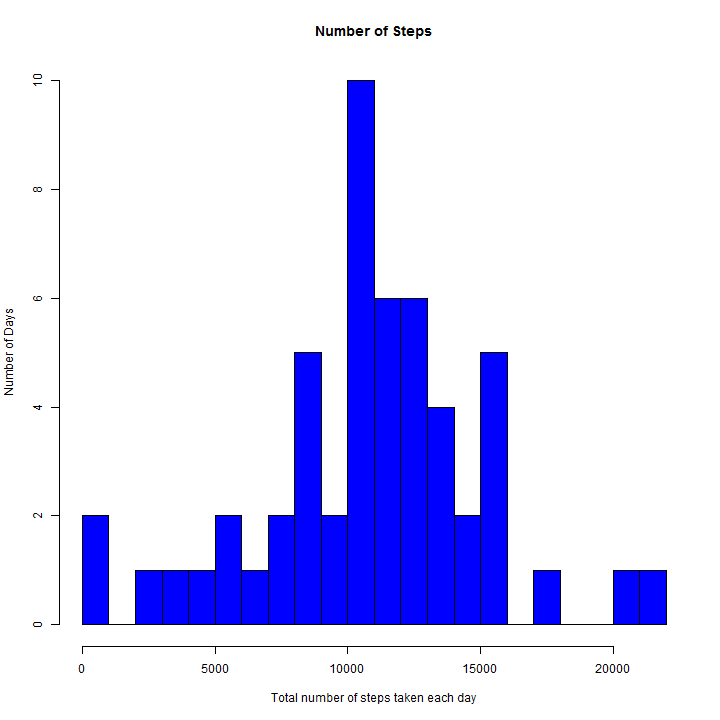 Number of Steps
10
8
6
4
2
0
Number of Days
0 5000 10000 15000 20000
Total number of steps taken each day